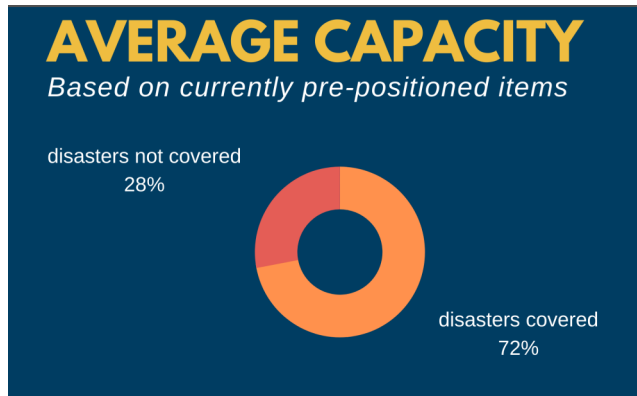 AVERAGE CAPACITY
Based on currently pre-positioned items
disasters not covered
28%
disasters covered
72%